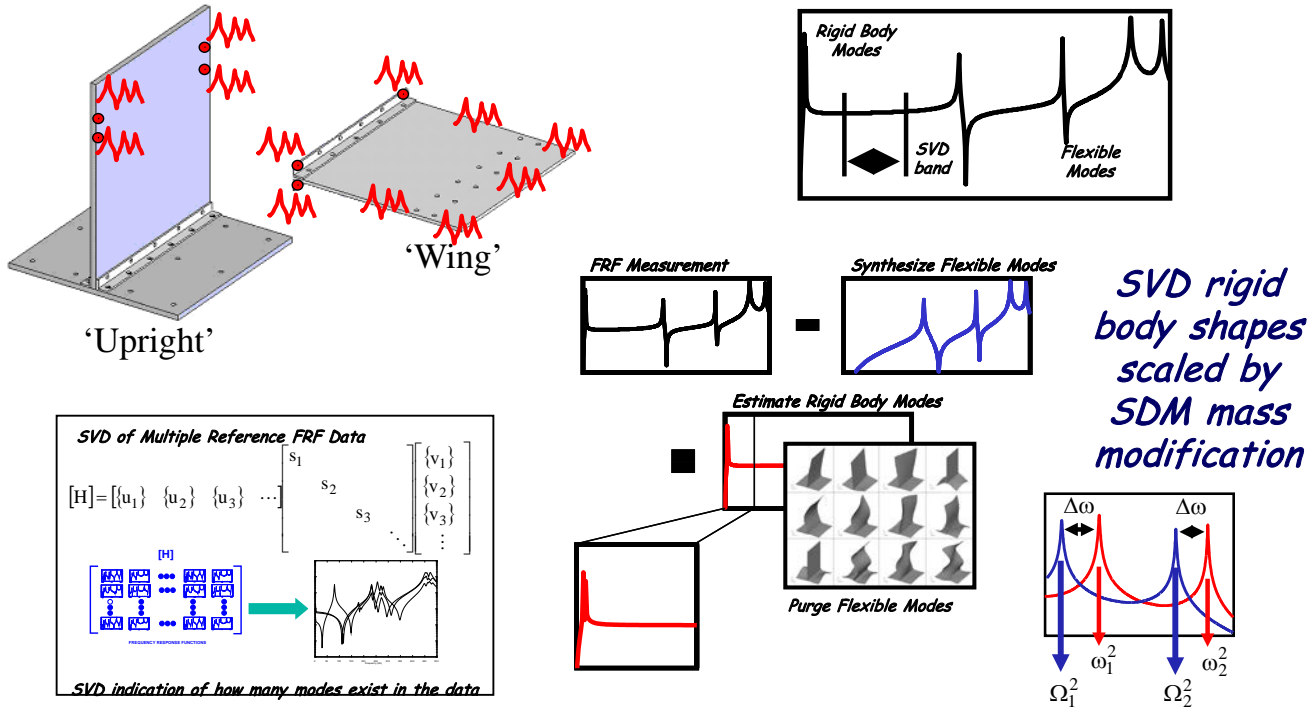 'Upright'
'Wing'
Rigid Body
Modes
SVD
band
Flexible
Modes
FRF Measurement
Synthesize Flexible Modes
Estimate Rigid Body Modes
Purge Flexible Modes
SVD rigid
body shapes
scaled by
SDM mass
modification
SVD of Multiple Reference FRF Data
[H]=[{u₁} {u₂} {u₃} ⋯]
s₁
s₂
s₃
⋱
{v₁}
{v₂}
{v₃}
⋮
[H]
FREQUENCY RESPONSE FUNCTIONS
SVD indication of how many modes exist in the data
Δω Δω
ω₁² ω₂²
Ω₁² Ω₂²